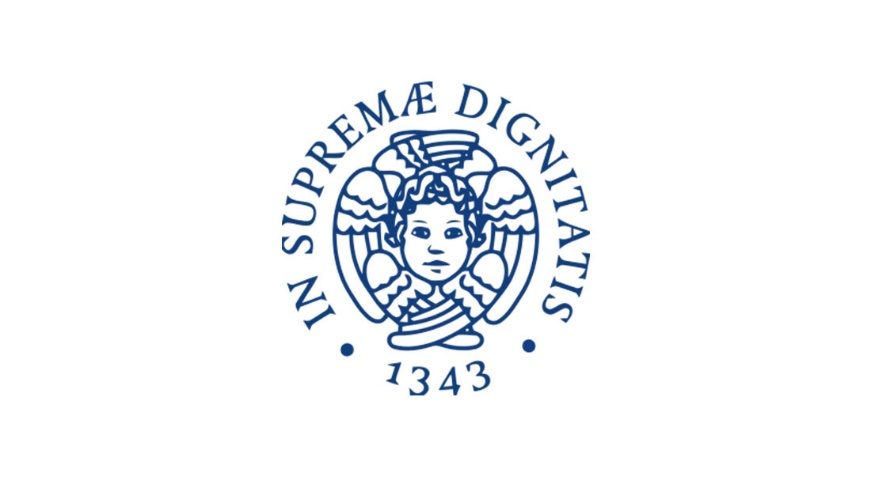 IN SUPREMÆ DIGNITATIS
1343